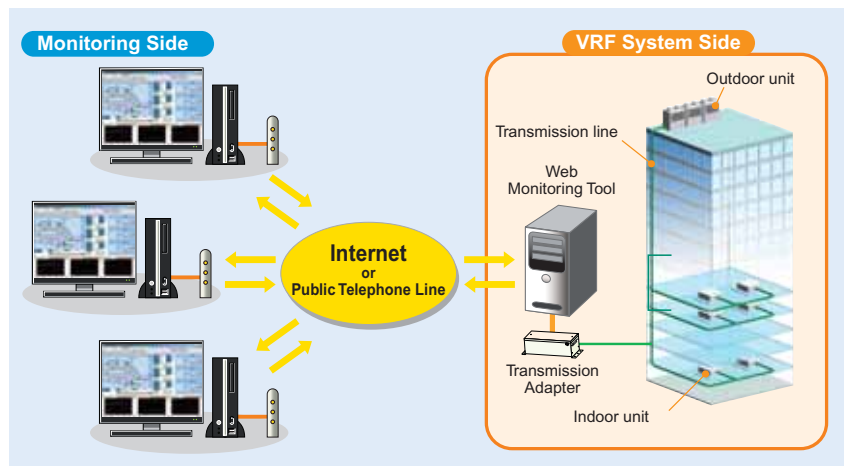 Monitoring Side
VRF System Side
Outdoor unit
Transmission line
Web
Monitoring Tool
Internet
or
Public Telephone Line
Transmission
Adapter
Indoor unit